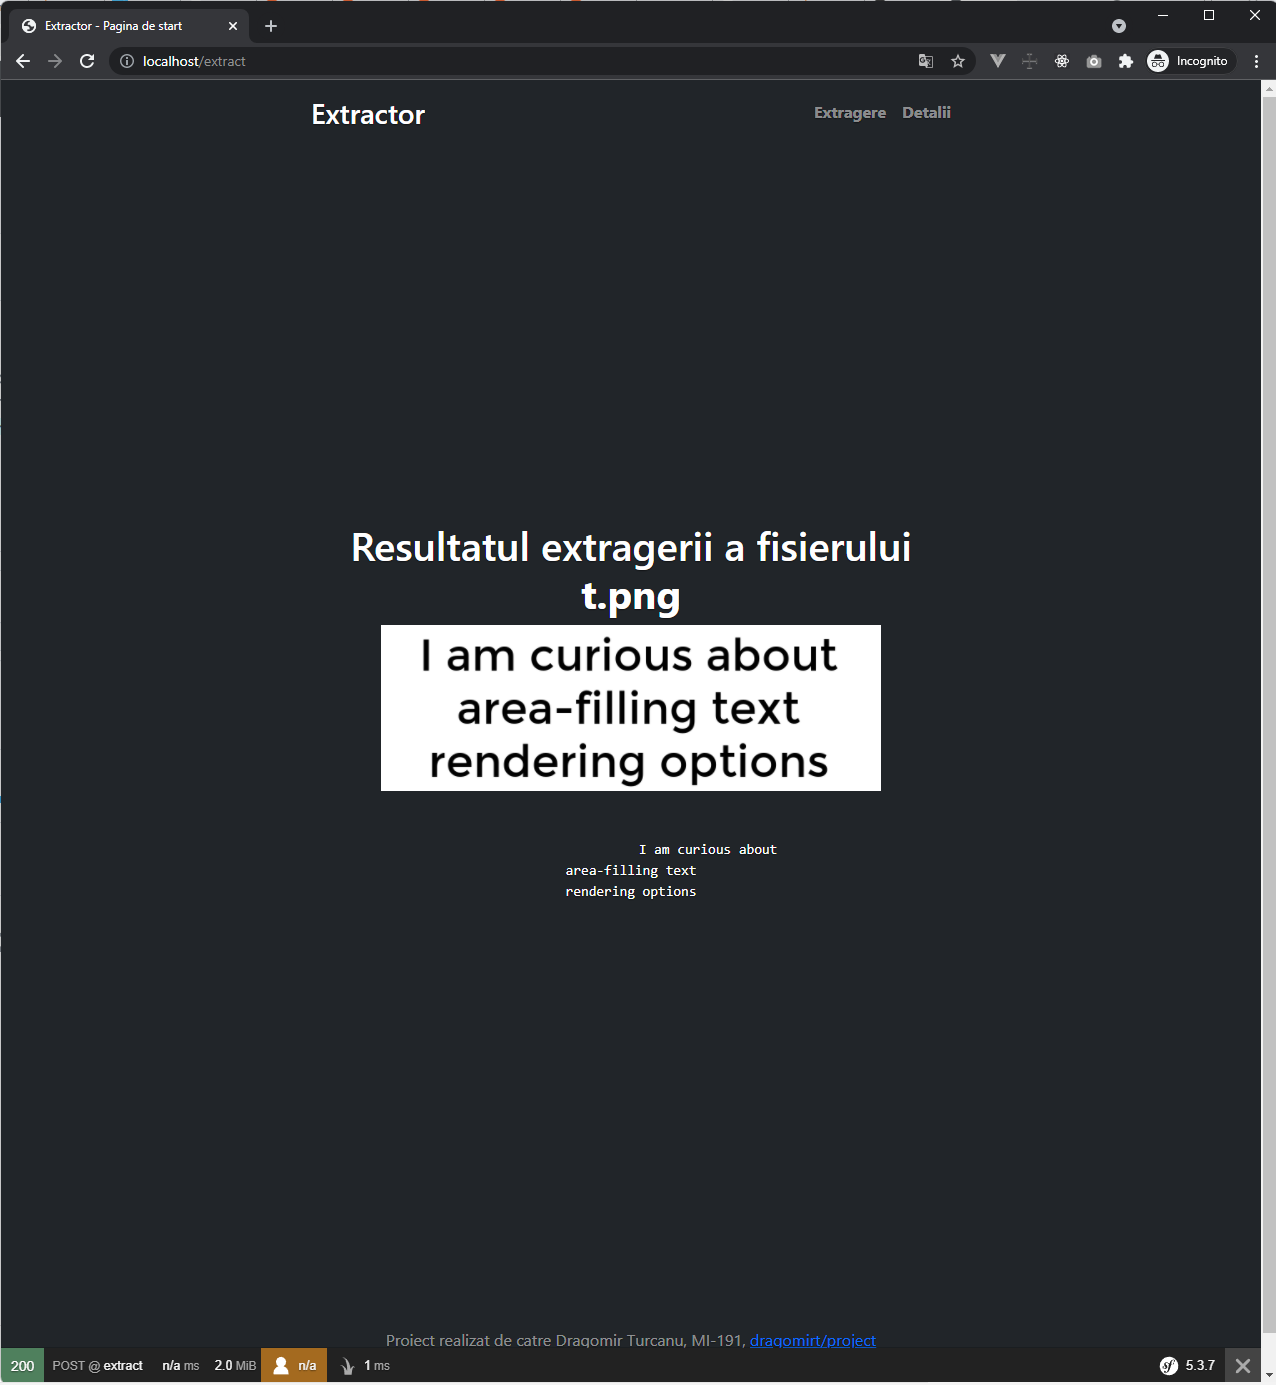 Extractor - Pagina de start
localhost/extract
Incognito
Extractor
Extragere Detalii
Resultatul extragerii a fisierului
t.png
I am curious about
area-filling text
rendering options
I am curious about
area-filling text
rendering options
Proiect realizat de catre Dragomir Turcanu, MI-191, dragomirt/project
200 POST @ extract n/a ms 2.0 MiB n/a 1 ms sf 5.3.7